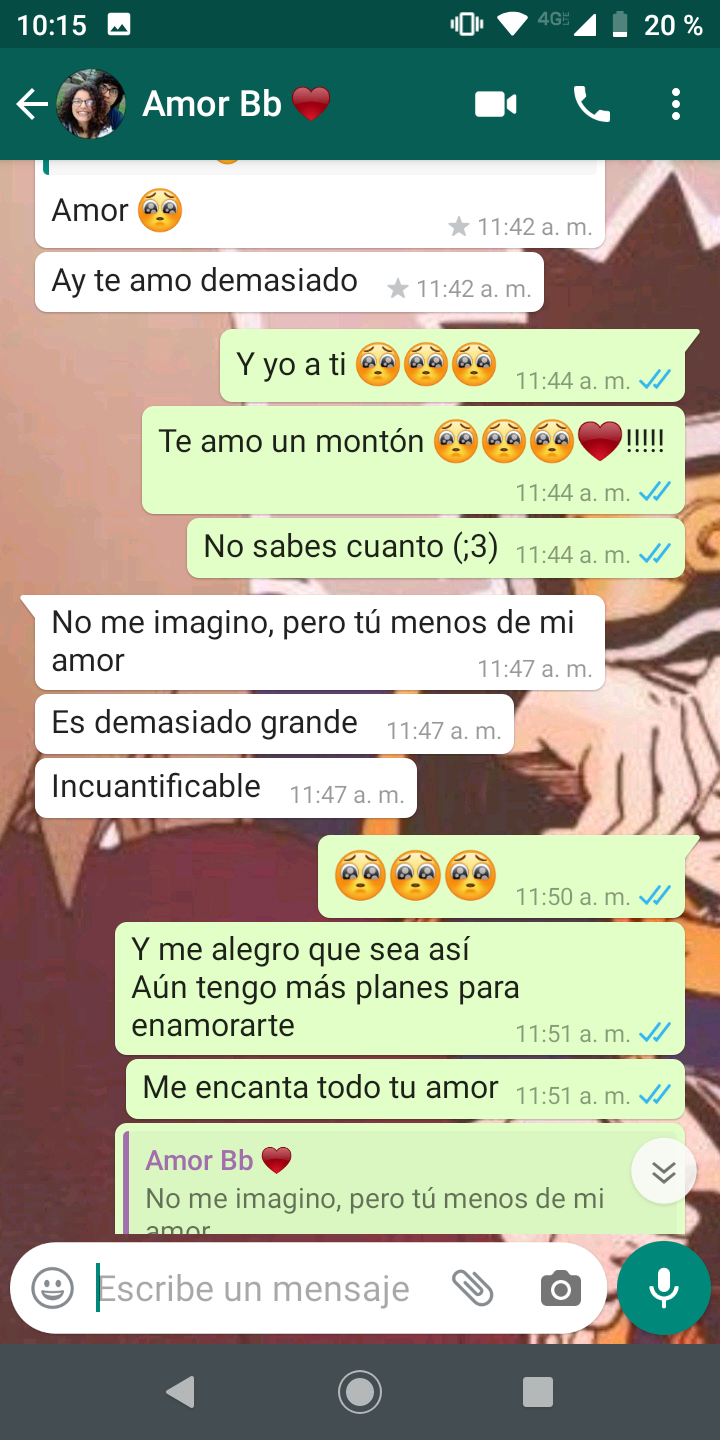 10:15 4G LTE 20 %
Amor Bb ❤️
Amor 🥺
11:42 a. m.
Ay te amo demasiado 11:42 a. m.
Y yo a ti 🥺🥺🥺 11:44 a. m.
Te amo un montón 🥺🥺🥺❤️!!!!!
11:44 a. m.
No sabes cuanto (;3) 11:44 a. m.
No me imagino, pero tú menos de mi
amor 11:47 a. m.
Es demasiado grande 11:47 a. m.
Incuantificable 11:47 a. m.
🥺🥺🥺 11:50 a. m.
Y me alegro que sea así
Aún tengo más planes para
enamorarte 11:51 a. m.
Me encanta todo tu amor 11:51 a. m.
Amor Bb ❤️
No me imagino, pero tú menos de mi
amor
Escribe un mensaje